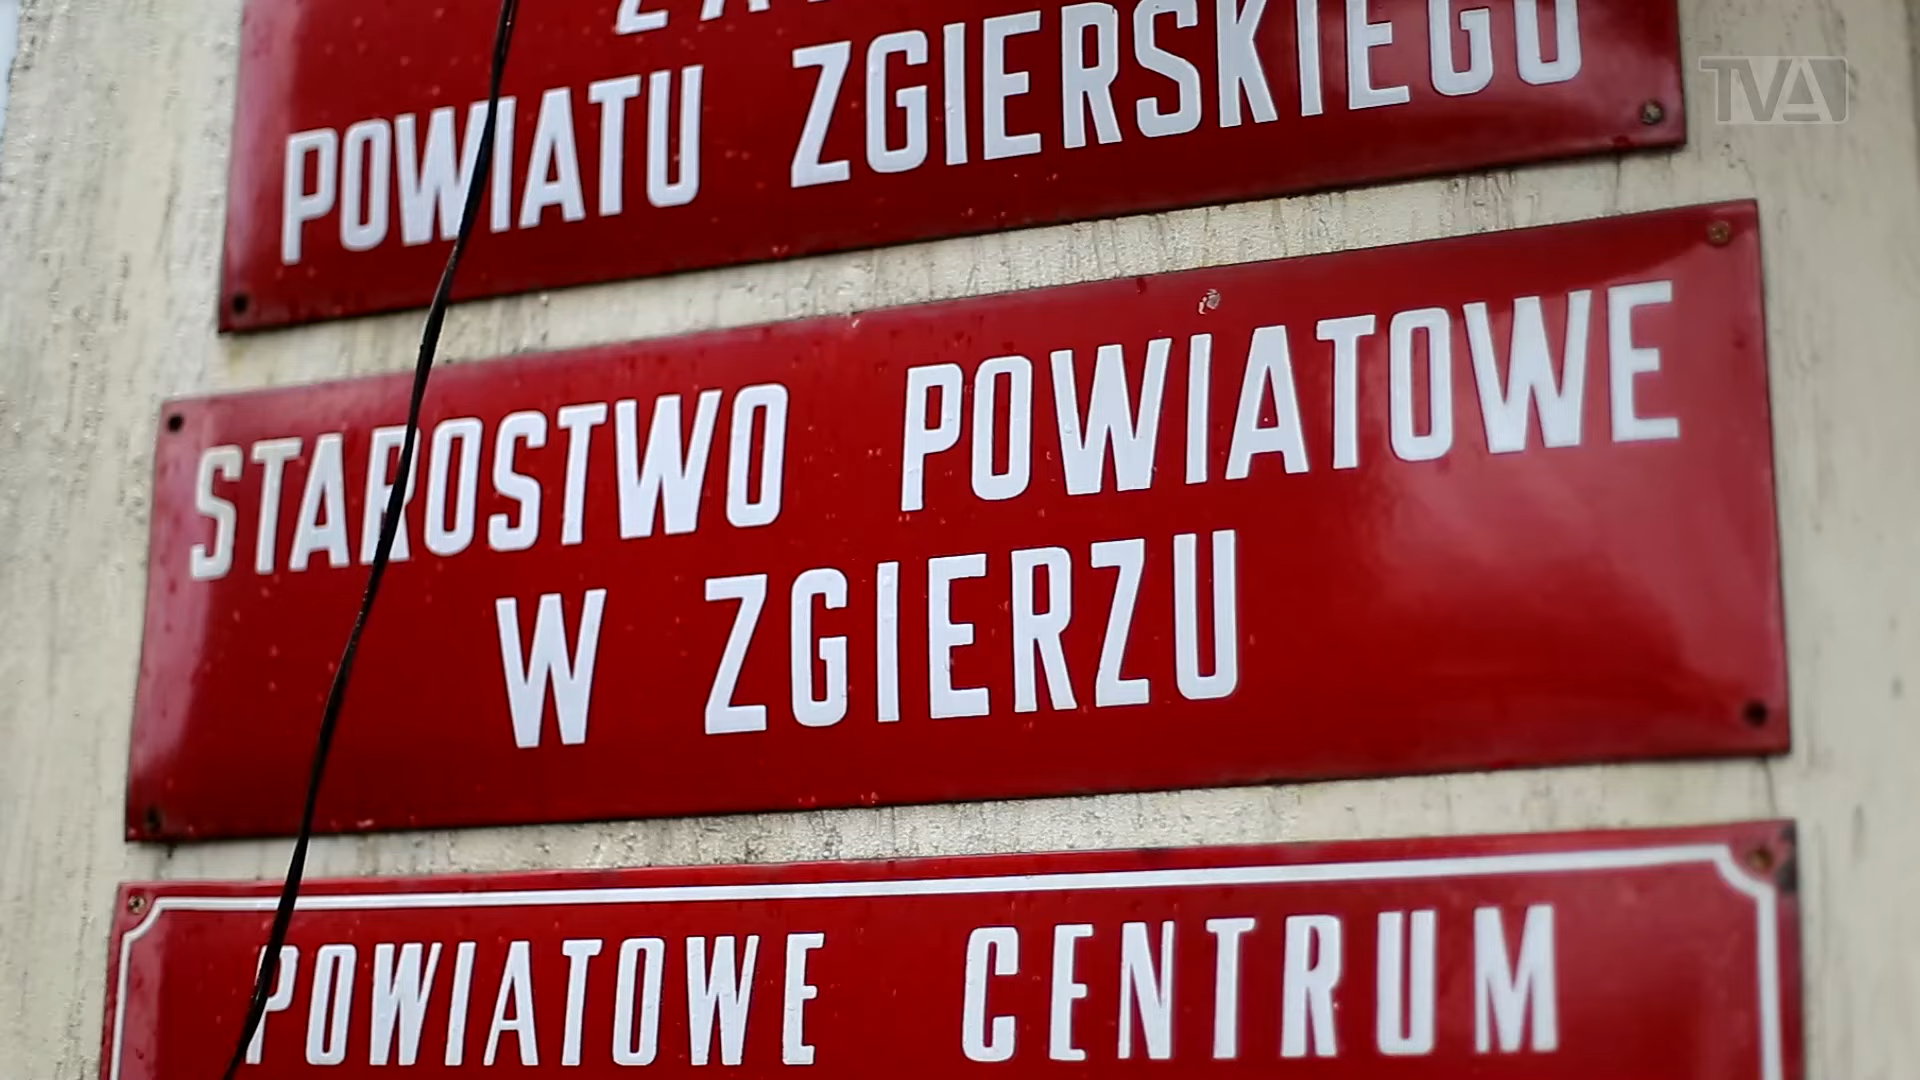 POWIATU ZGIERSKIEGO
TVA
STAROSTWO POWIATOWE
W ZGIERZU
POWIATOWE CENTRUM